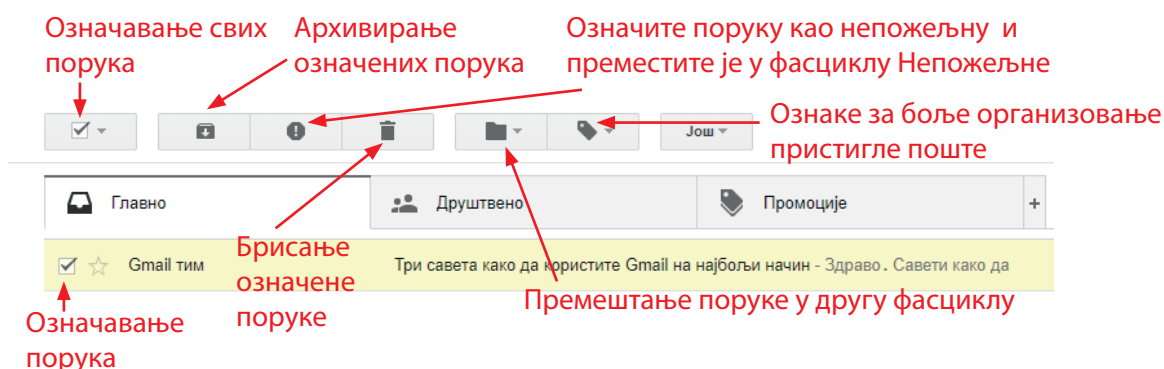 Означавање свих
порука
Архивирање
означених порука
Означите поруку као непожељну и
преместите је у фасциклу Непожељне
Ознаке за боље организовање
пристигле поште
Још
Главно
Друштвено
Промоције
+
Gmail тим
Три савета како да користите Gmail на најбољи начин - Здраво. Савети како да
Брисање
означене
поруке
Премештање поруке у другу фасциклу
Означавање
порука